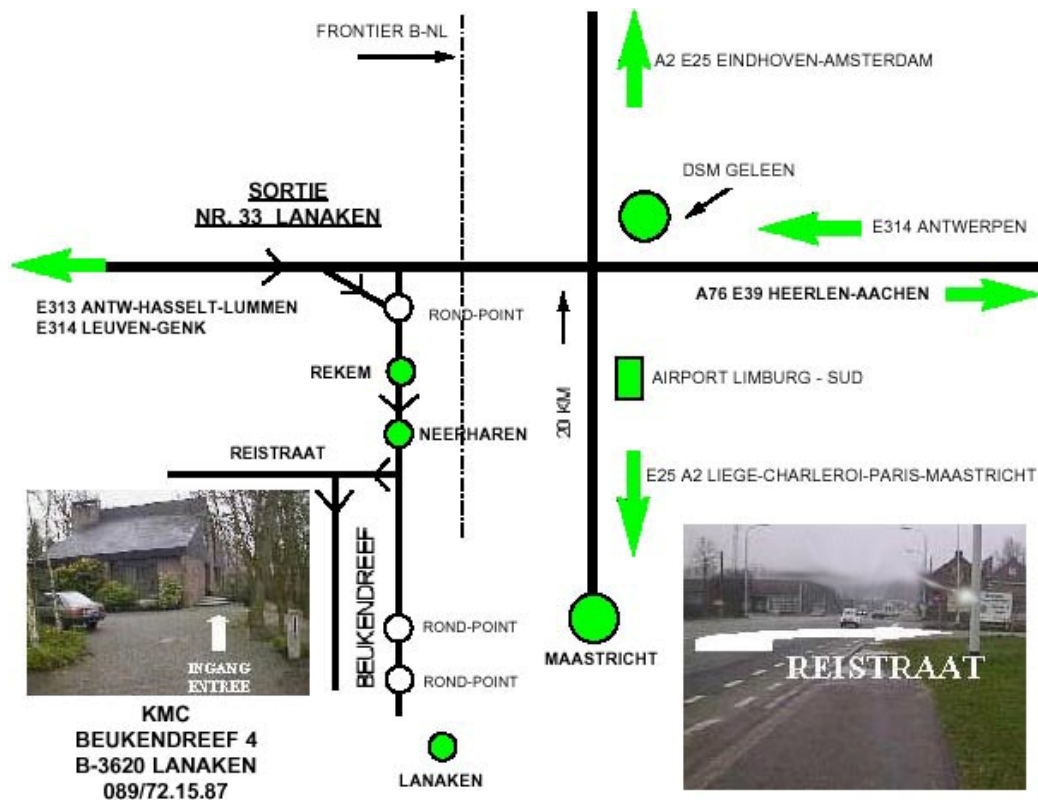 FRONTIER B-NL
A2 E25 EINDHOVEN-AMSTERDAM
DSM GELEEN
SORTIE
NR. 33 LANAKEN
E314 ANTWERPEN
E313 ANTW-HASSELT-LUMMEN
E314 LEUVEN-GENK
ROND-POINT
A76 E39 HEERLEN-AACHEN
REKEM
20 KM
AIRPORT LIMBURG - SUD
NEERHAREN
REISTRAAT
E25 A2 LIEGE-CHARLEROI-PARIS-MAASTRICHT
BEUKENDREEF
ROND-POINT
MAASTRICHT
ROND-POINT
INGANG
ENTREE
REISTRAAT
KMC
BEUKENDREEF 4
B-3620 LANAKEN
089/72.15.87
LANAKEN